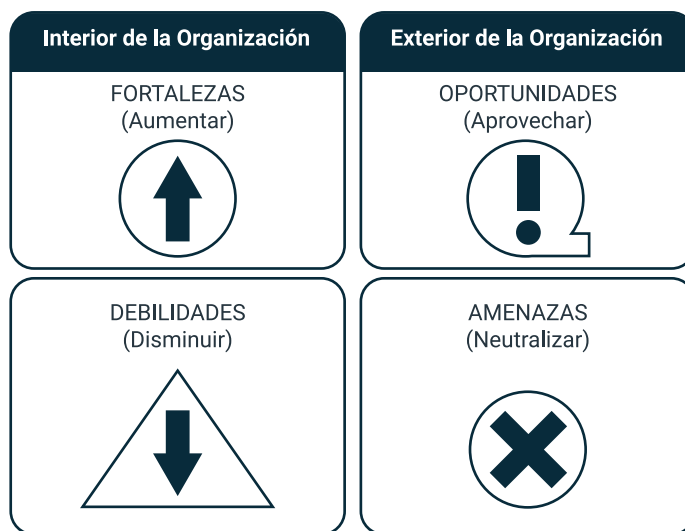 Interior de la Organización
Exterior de la Organización
FORTALEZAS
(Aumentar)
OPORTUNIDADES
(Aprovechar)
DEBILIDADES
(Disminuir)
AMENAZAS
(Neutralizar)